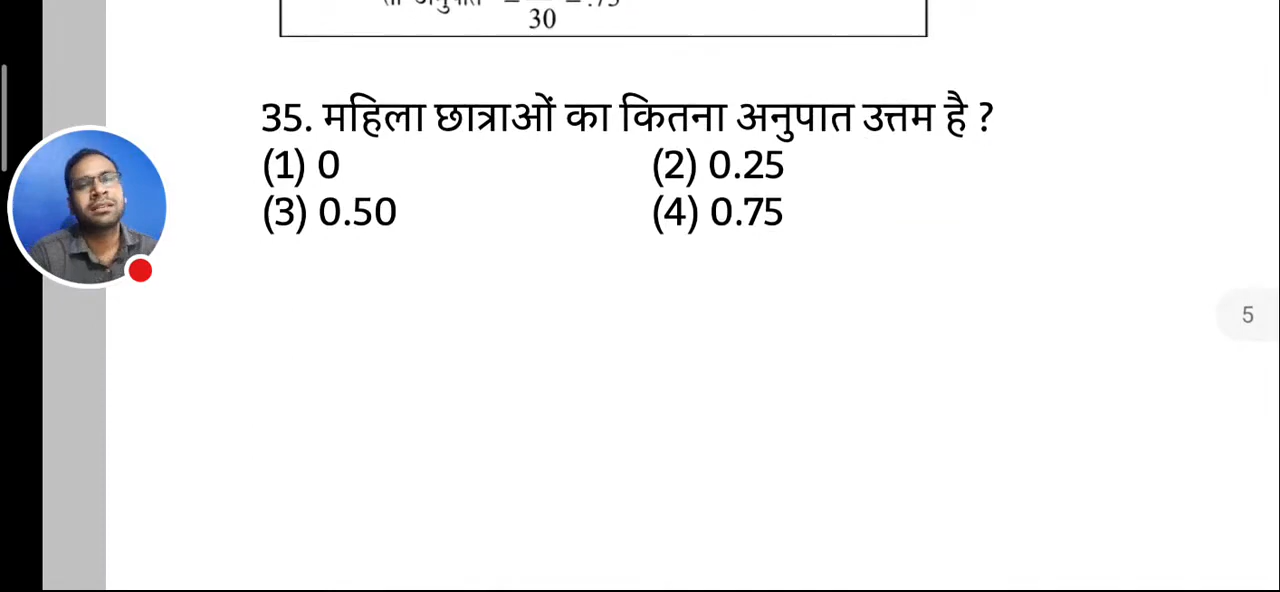 30
35. महिला छात्राओं का कितना अनुपात उत्तम है ?
(1) 0 (2) 0.25
(3) 0.50 (4) 0.75
5